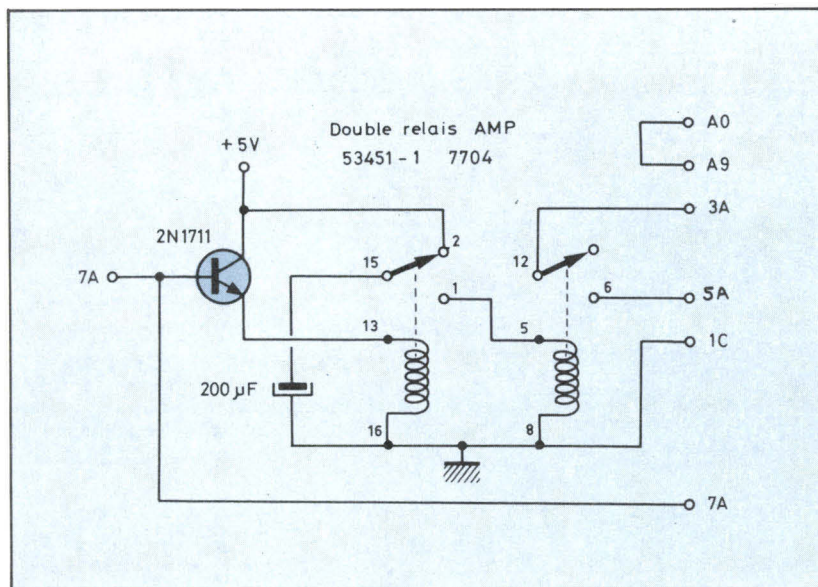 Double relais AMP
53451-1 7704
+5V
2N1711
7A
15
2
1
13
16
200 µF
12
6
5
8
A0
A9
3A
5A
1C
7A